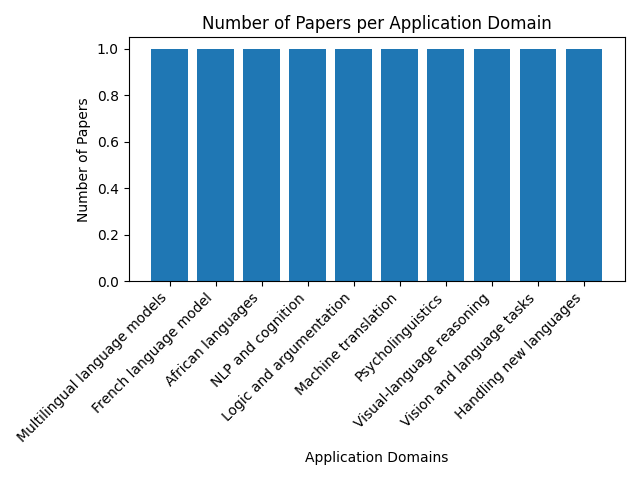 Number of Papers per Application Domain
Number of Papers
1.0
0.8
0.6
0.4
0.2
0.0
Multilingual language models
French language model
African languages
NLP and cognition
Logic and argumentation
Machine translation
Psycholinguistics
Visual-language reasoning
Vision and language tasks
Handling new languages
Application Domains